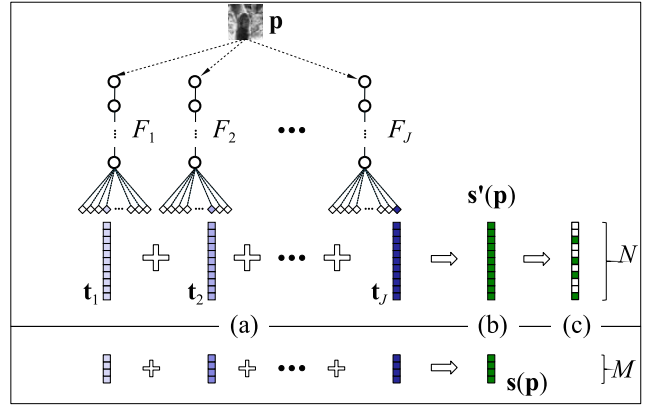 p
F1 F2 ••• FJ
s'(p)
t1 t2 ••• tJ N
(a) (b) (c)
••• s(p) M